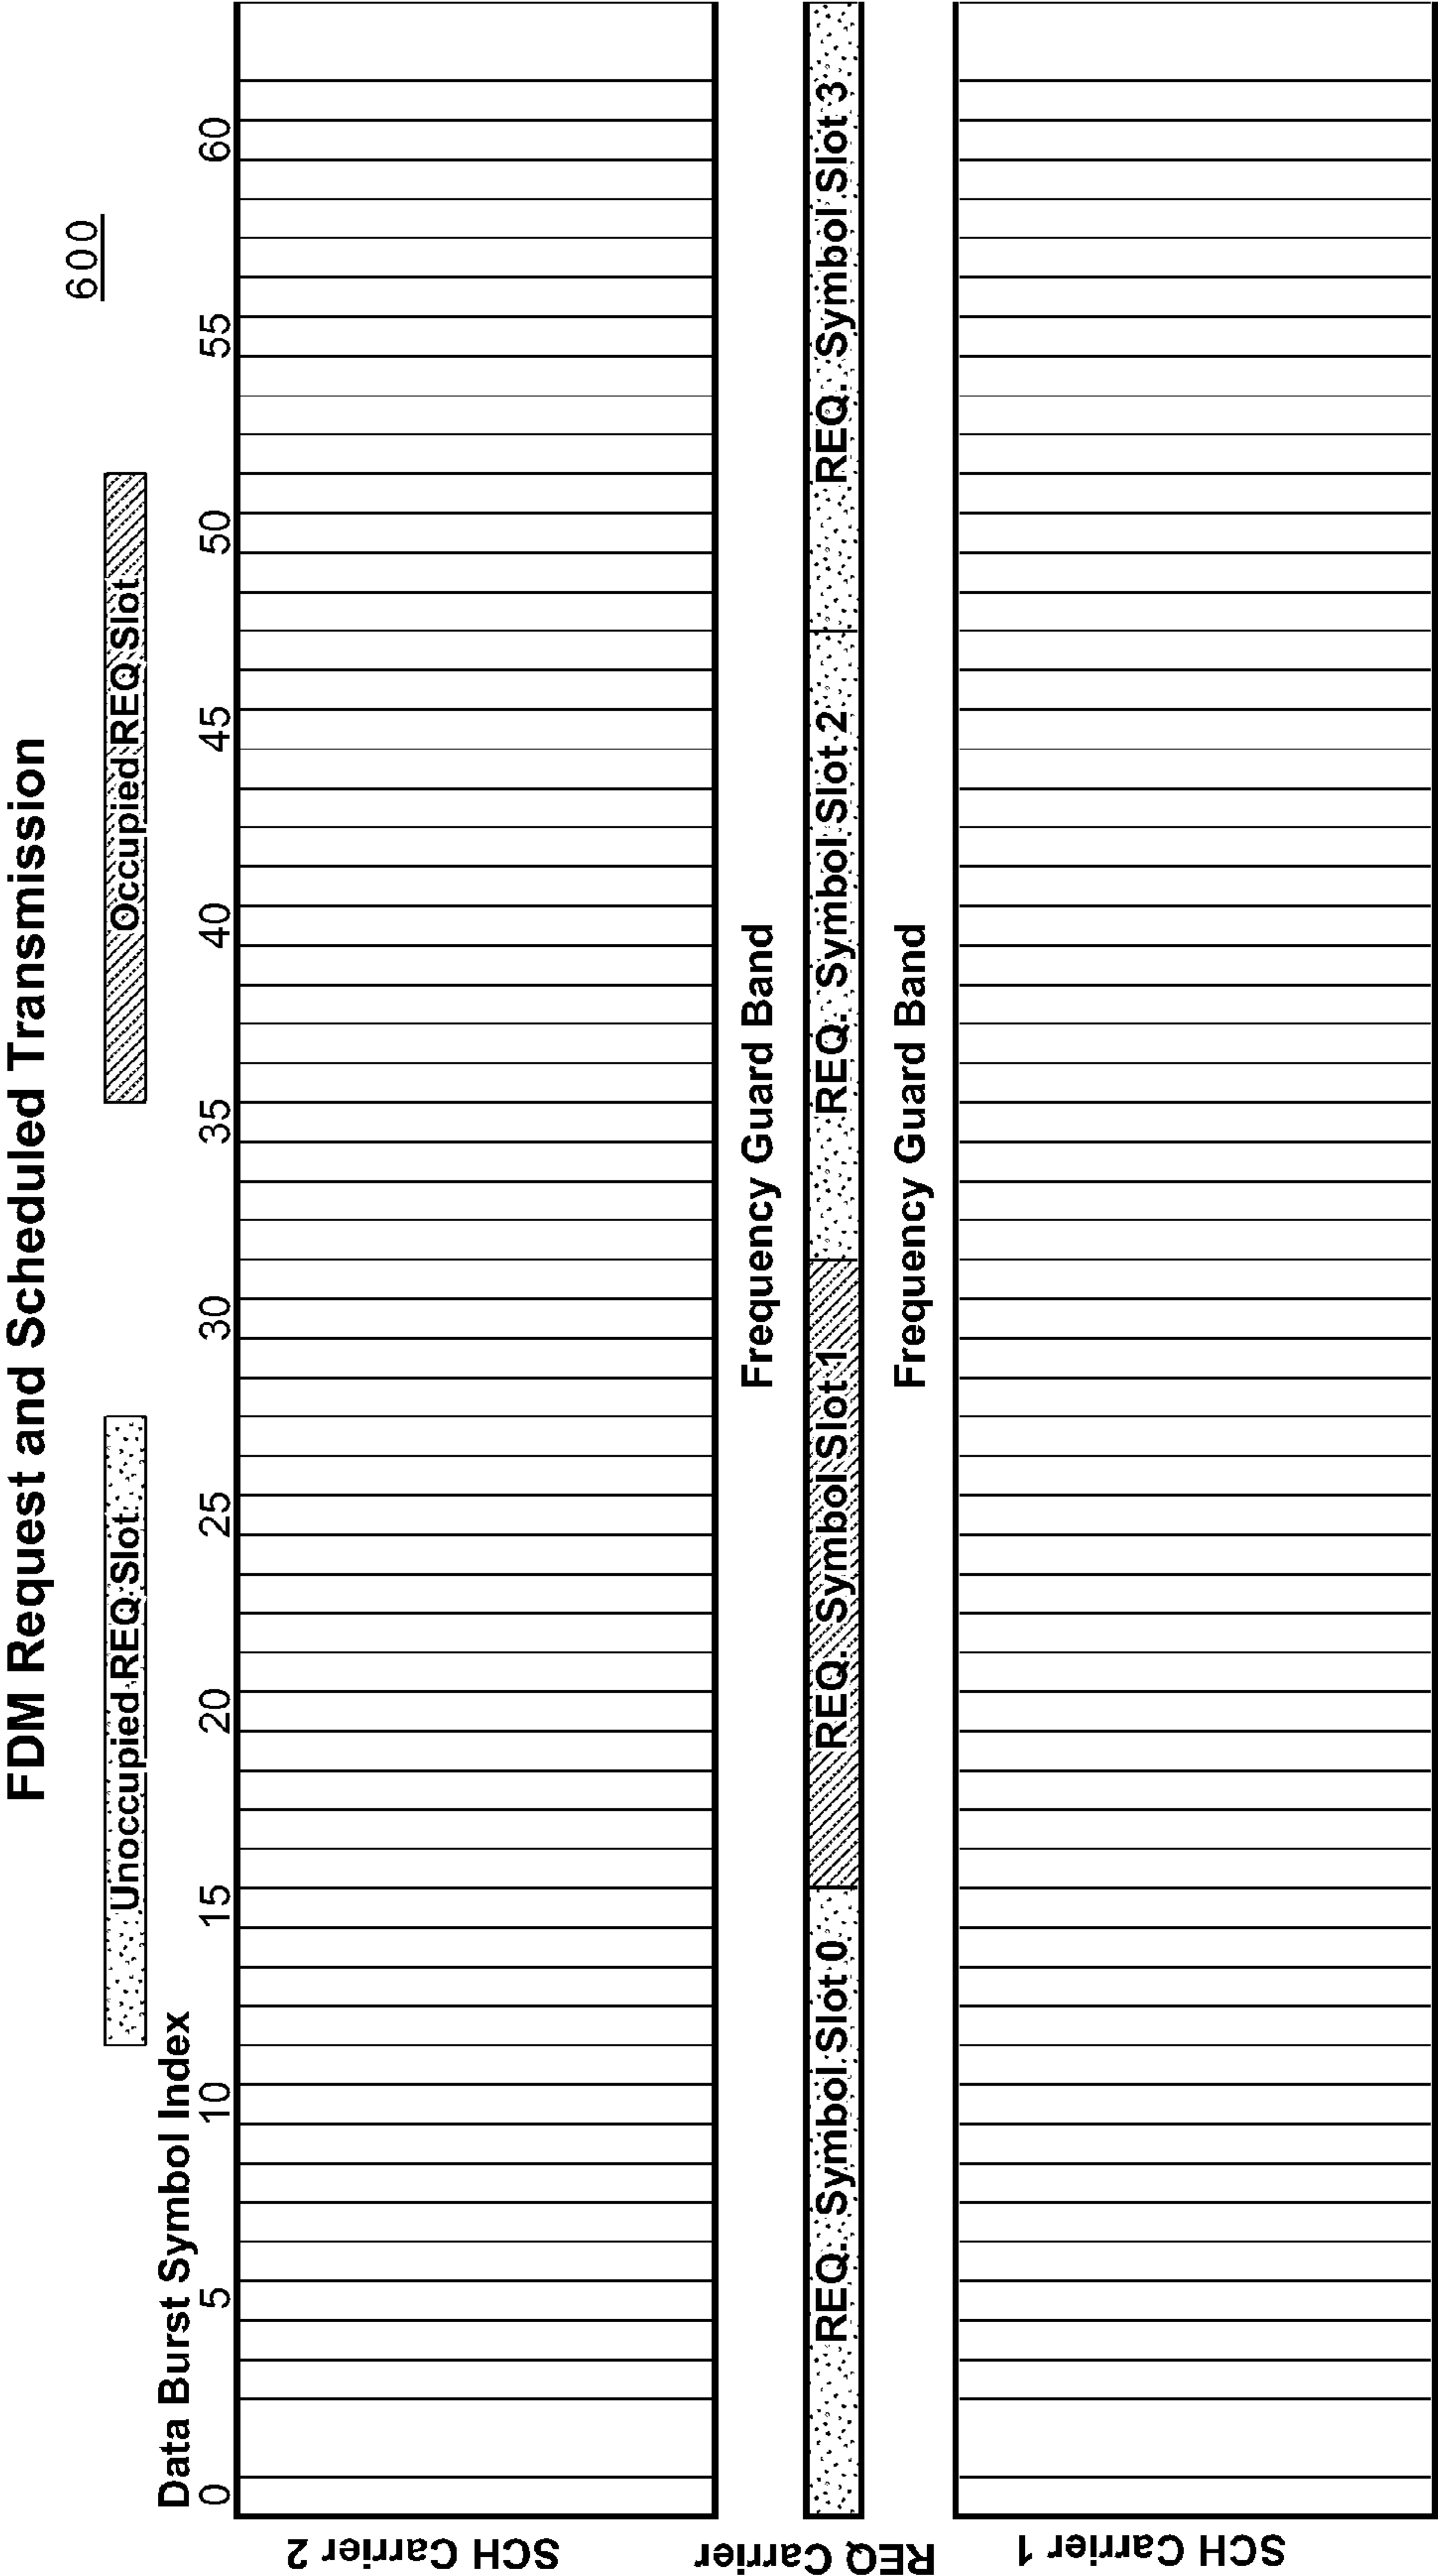 FDM Request and Scheduled Transmission
600
Unoccupied REQ Slot
Occupied REQ Slot
Data Burst Symbol Index
0 5 10 15 20 25 30 35 40 45 50 55 60
SCH Carrier 2
Frequency Guard Band
REQ Carrier
REQ. Symbol Slot 0
REQ. Symbol Slot 1
REQ. Symbol Slot 2
REQ. Symbol Slot 3
Frequency Guard Band
SCH Carrier 1